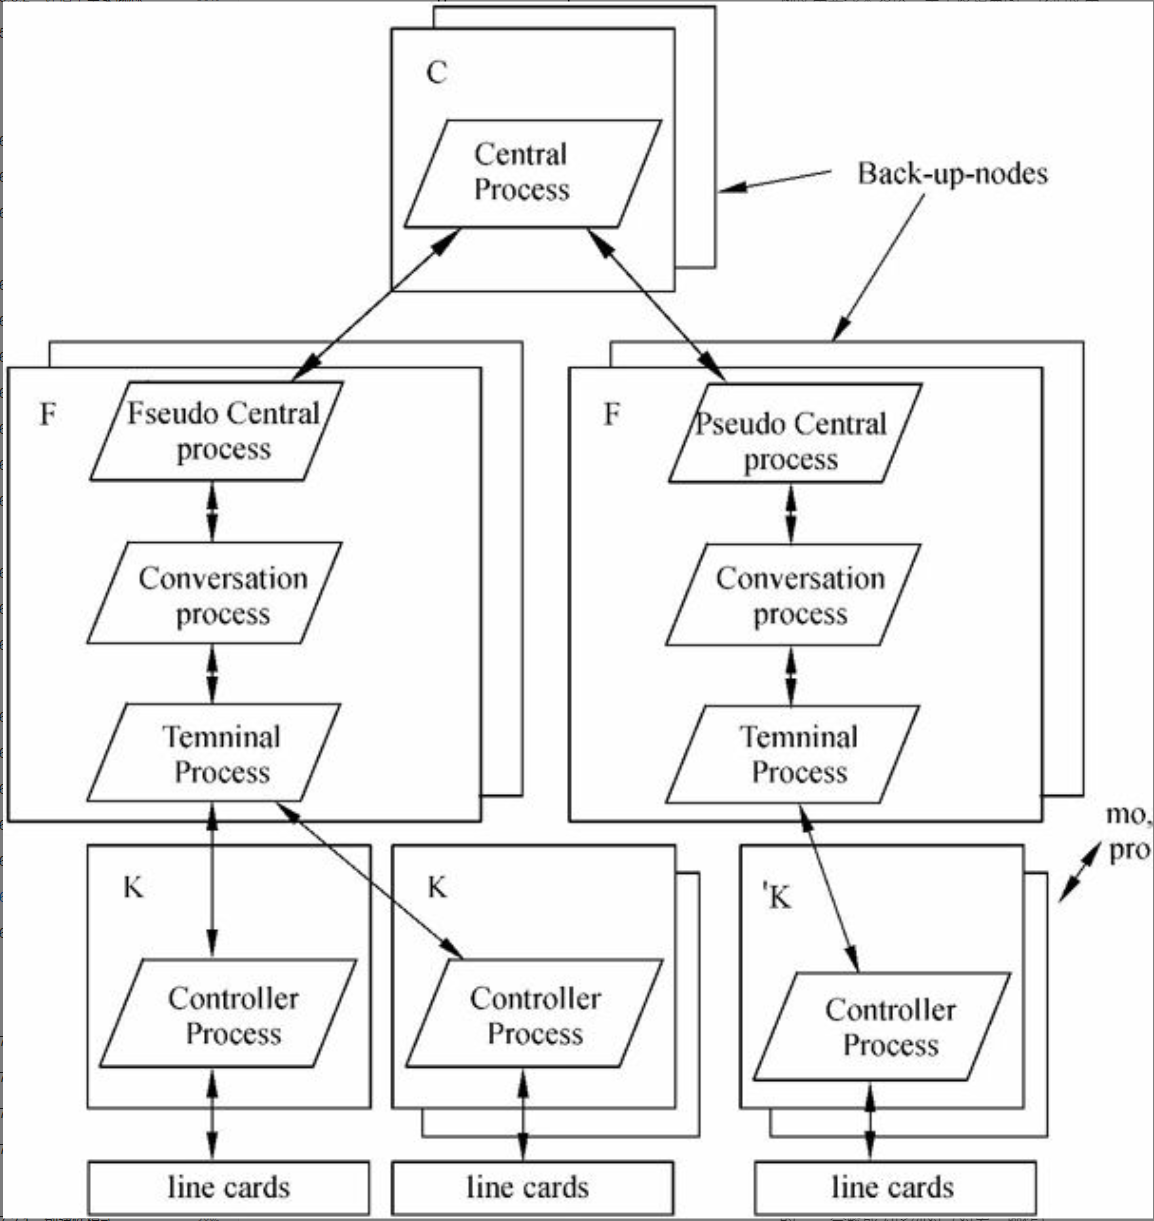 C
Central
Process
Back-up-nodes
F
Fseudo Central
process
F
Pseudo Central
process
Conversation
process
Conversation
process
Temninal
Process
Temninal
Process
mo,
pro
K
K
'K
Controller
Process
Controller
Process
Controller
Process
line cards
line cards
line cards